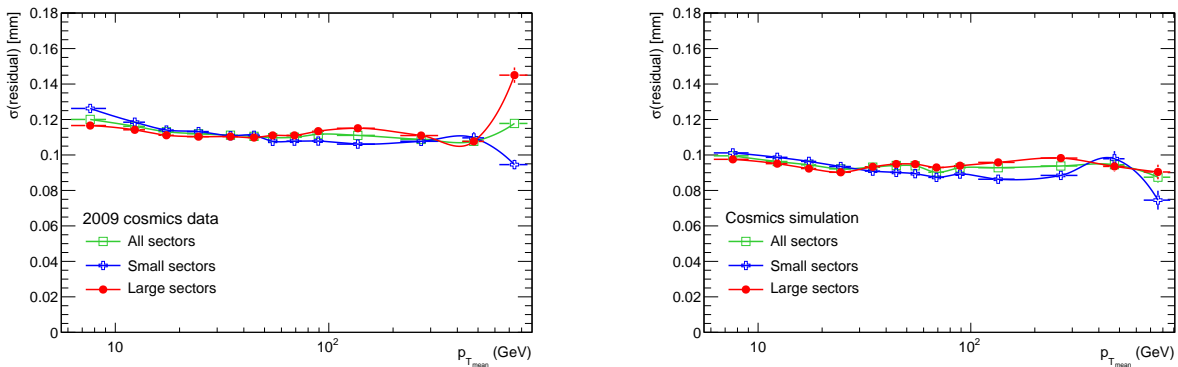 σ(residual) [mm]
0.18
0.16
0.14
0.12
0.1
0.08
0.06
0.04
0.02
0
2009 cosmics data
All sectors
Small sectors
Large sectors
10
10²
p_T_mean (GeV)
σ(residual) [mm]
0.18
0.16
0.14
0.12
0.1
0.08
0.06
0.04
0.02
0
Cosmics simulation
All sectors
Small sectors
Large sectors
10
10²
p_T_mean (GeV)